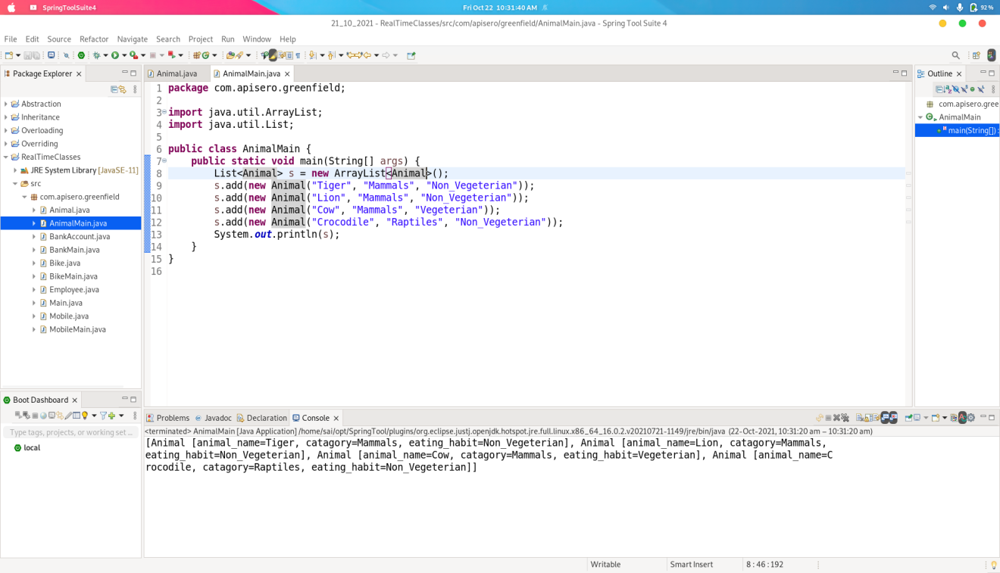 SpringToolSuite4
Fri Oct 22 10:31:40 AM
92 %
21_10_2021 - RealTimeClasses/src/com/apisero/greenfield/AnimalMain.java - Spring Tool Suite 4
File Edit Source Refactor Navigate Search Project Run Window Help
Package Explorer
Abstraction
Inheritance
Overloading
Overriding
RealTimeClasses
JRE System Library [JavaSE-11]
src
com.apisero.greenfield
Animal.java
AnimalMain.java
BankAccount.java
BankMain.java
Bike.java
BikeMain.java
Employee.java
Main.java
Mobile.java
MobileMain.java
Boot Dashboard
Type tags, projects, or working set ...
local
Animal.java AnimalMain.java
1 package com.apisero.greenfield;
2
3 import java.util.ArrayList;
4 import java.util.List;
5
6 public class AnimalMain {
7 public static void main(String[] args) {
8 List<Animal> s = new ArrayList<Animal>();
9 s.add(new Animal("Tiger", "Mammals", "Non_Vegeterian"));
10 s.add(new Animal("Lion", "Mammals", "Non_Vegeterian"));
11 s.add(new Animal("Cow", "Mammals", "Vegeterian"));
12 s.add(new Animal("Crocodile", "Raptiles", "Non_Vegeterian"));
13 System.out.println(s);
14 }
15 }
16
Outline
com.apisero.gree
AnimalMain
main(String[]) :
Problems Javadoc Declaration Console
<terminated> AnimalMain [Java Application] /home/sai/opt/SpringTool/plugins/org.eclipse.justj.openjdk.hotspot.jre.full.linux.x86_64_16.0.2.v20210721-1149/jre/bin/java (22-Oct-2021, 10:31:20 am – 10:31:20 am)
[Animal [animal_name=Tiger, catagory=Mammals, eating_habit=Non_Vegeterian], Animal [animal_name=Lion, catagory=Mammals,
eating_habit=Non_Vegeterian], Animal [animal_name=Cow, catagory=Mammals, eating_habit=Vegeterian], Animal [animal_name=C
rocodile, catagory=Raptiles, eating_habit=Non_Vegeterian]]
Writable Smart Insert 8 : 46 : 192